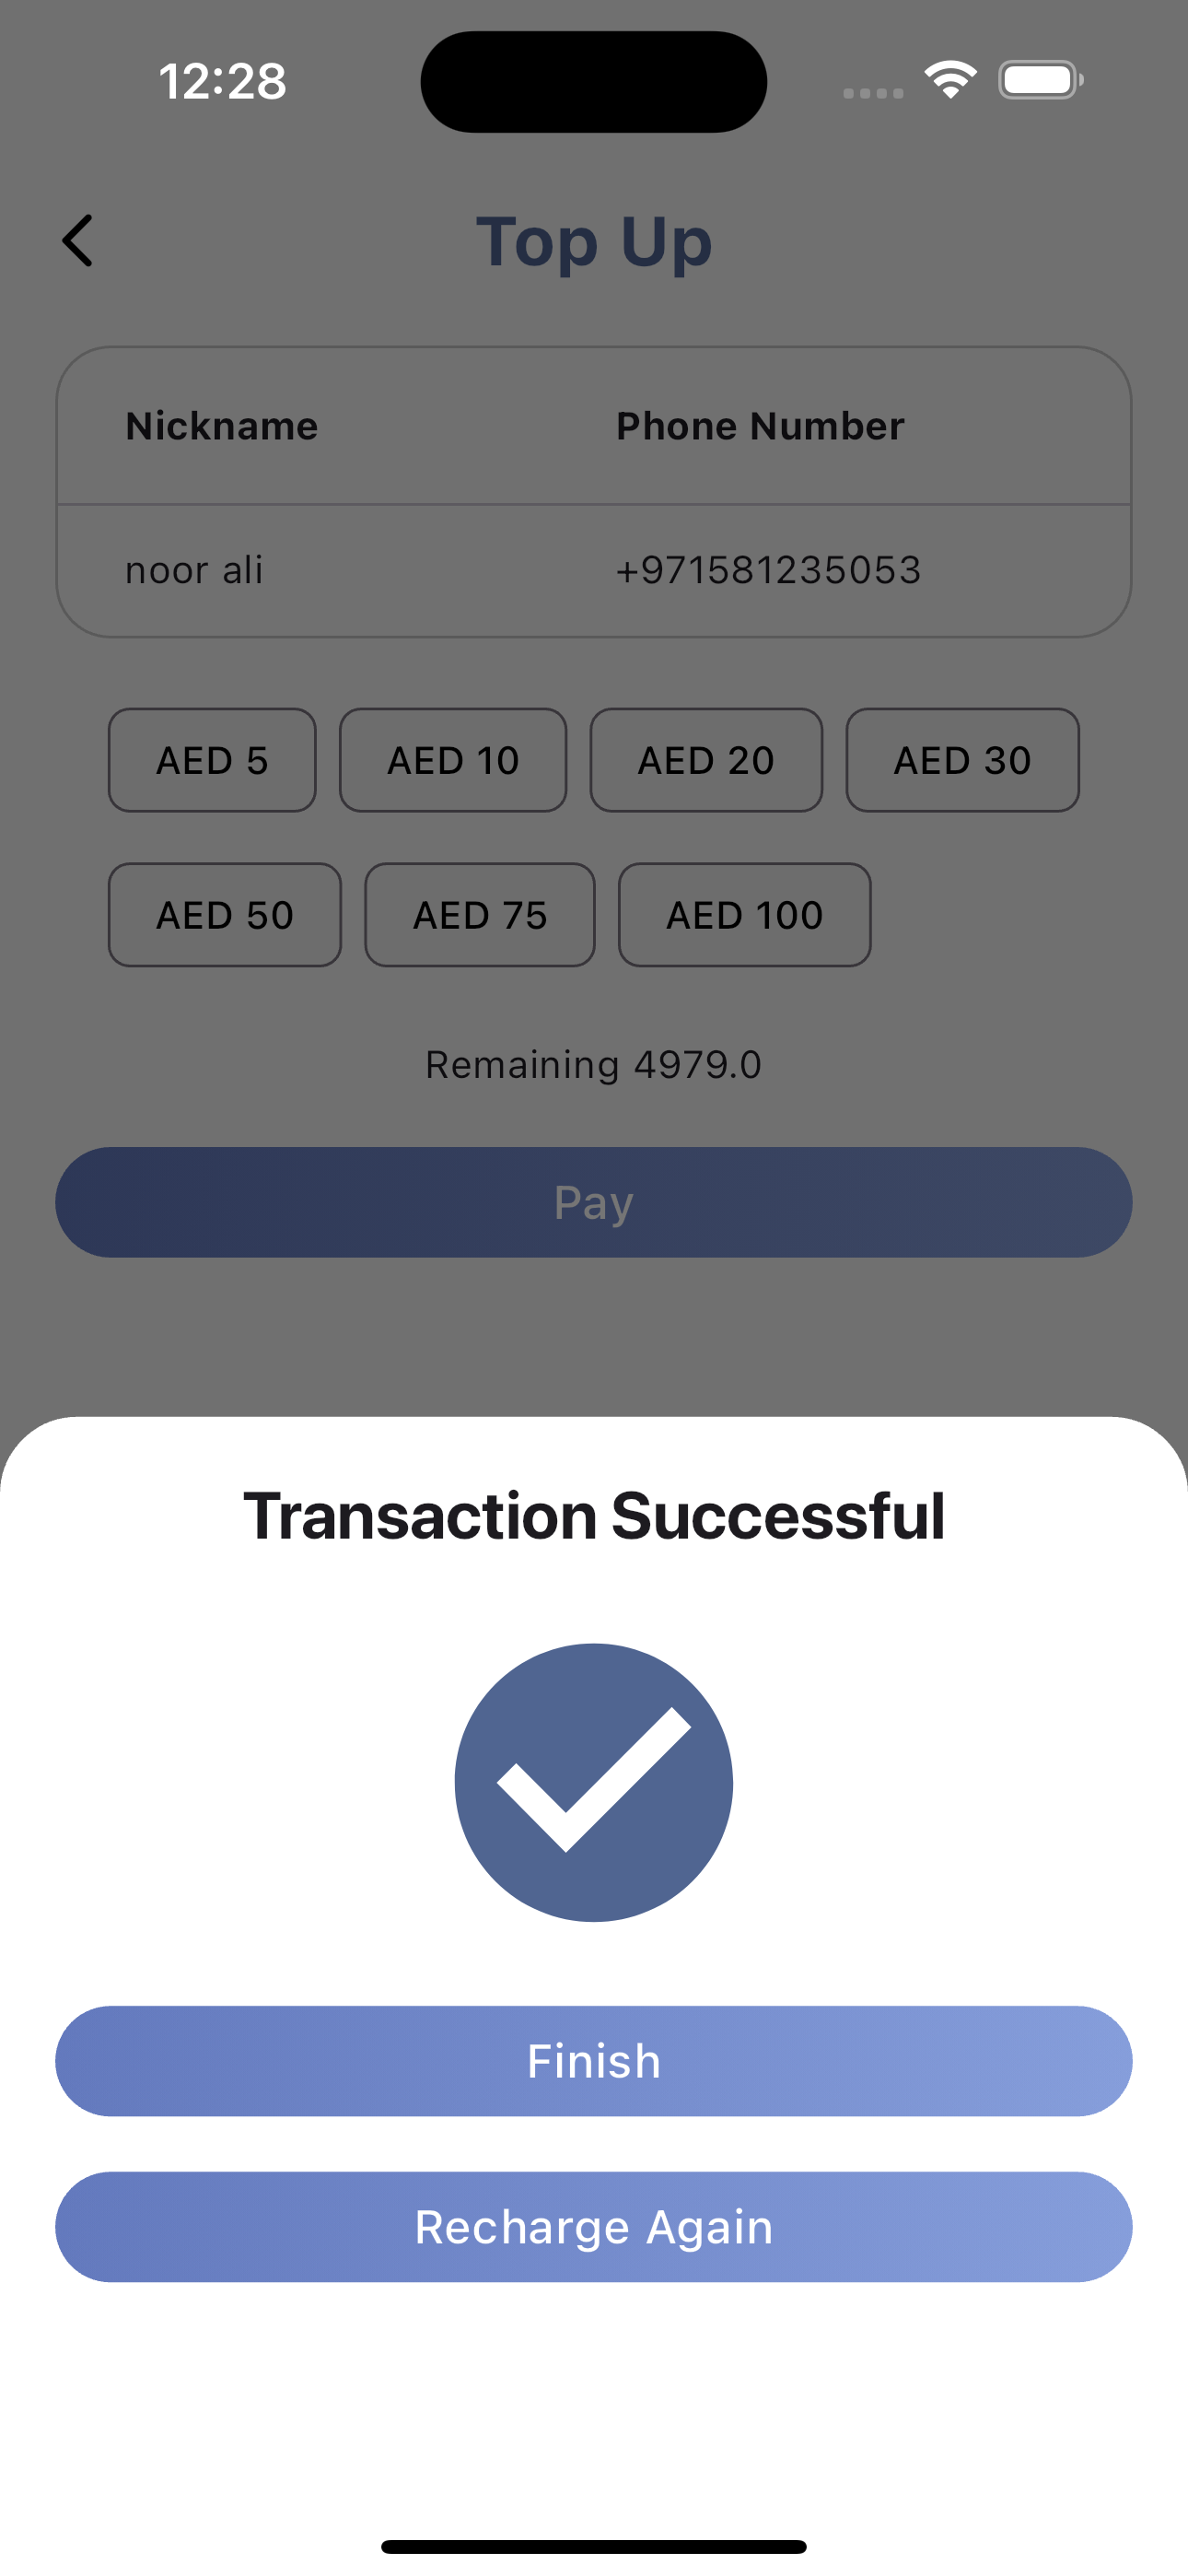 12:28
Top Up
Nickname Phone Number
noor ali +971581235053
AED 5 AED 10 AED 20 AED 30
AED 50 AED 75 AED 100
Remaining 4979.0
Pay
Transaction Successful
Finish
Recharge Again